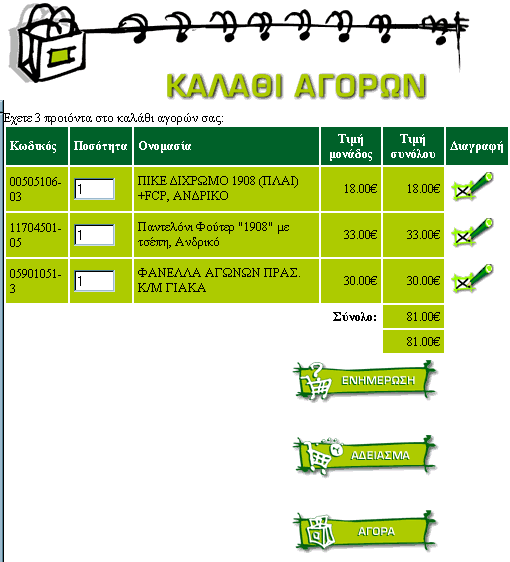 ΚΑΛΑΘΙ ΑΓΟΡΩΝ
Εχετε 3 προιόντα στο καλάθι αγορών σας:
Κωδικός Ποσότητα Ονομασία Τιμή μονάδος Τιμή συνόλου Διαγραφή
00505106-03 1 ΠΙΚΕ ΔΙΧΡΩΜΟ 1908 (ΠΛΑΙ) +FCP, ΑΝΔΡΙΚΟ 18.00€ 18.00€
11704501-05 1 Παντελόνι Φούτερ "1908" με τσέπη, Ανδρικό 33.00€ 33.00€
05901051-3 1 ΦΑΝΕΛΛΑ ΑΓΩΝΩΝ ΠΡΑΣ. Κ/Μ ΓΙΑΚΑ 30.00€ 30.00€
Σύνολο: 81.00€
81.00€
ΕΝΗΜΕΡΩΣΗ
ΑΔΕΙΑΣΜΑ
ΑΓΟΡΑ